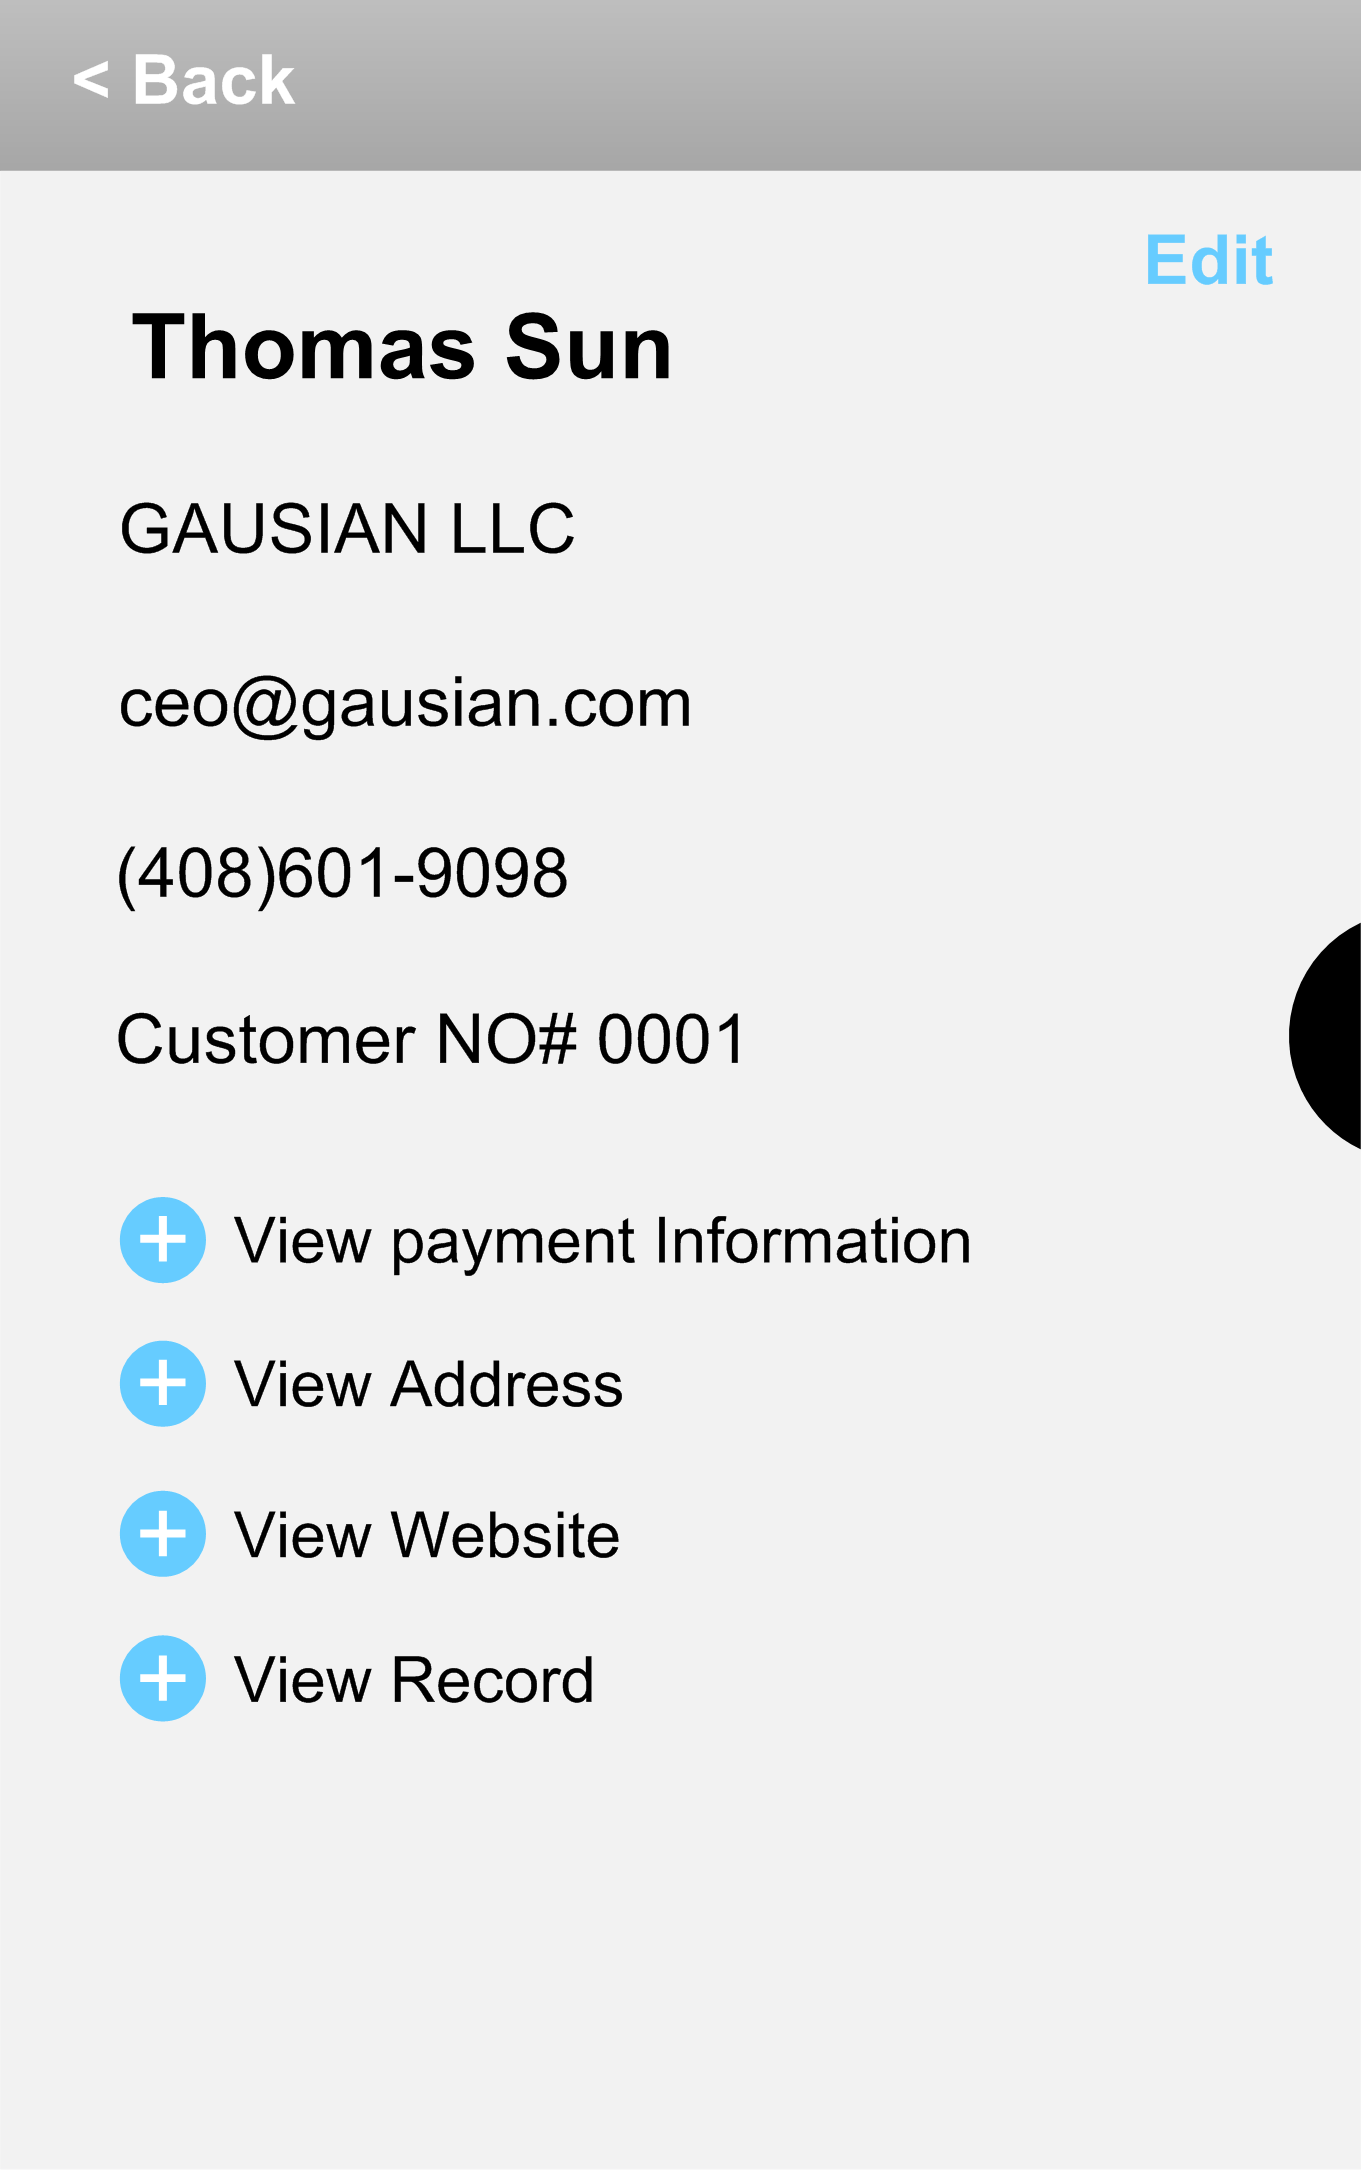 < Back
Edit
Thomas Sun
GAUSIAN LLC
ceo@gausian.com
(408)601-9098
Customer NO# 0001
View payment Information
View Address
View Website
View Record